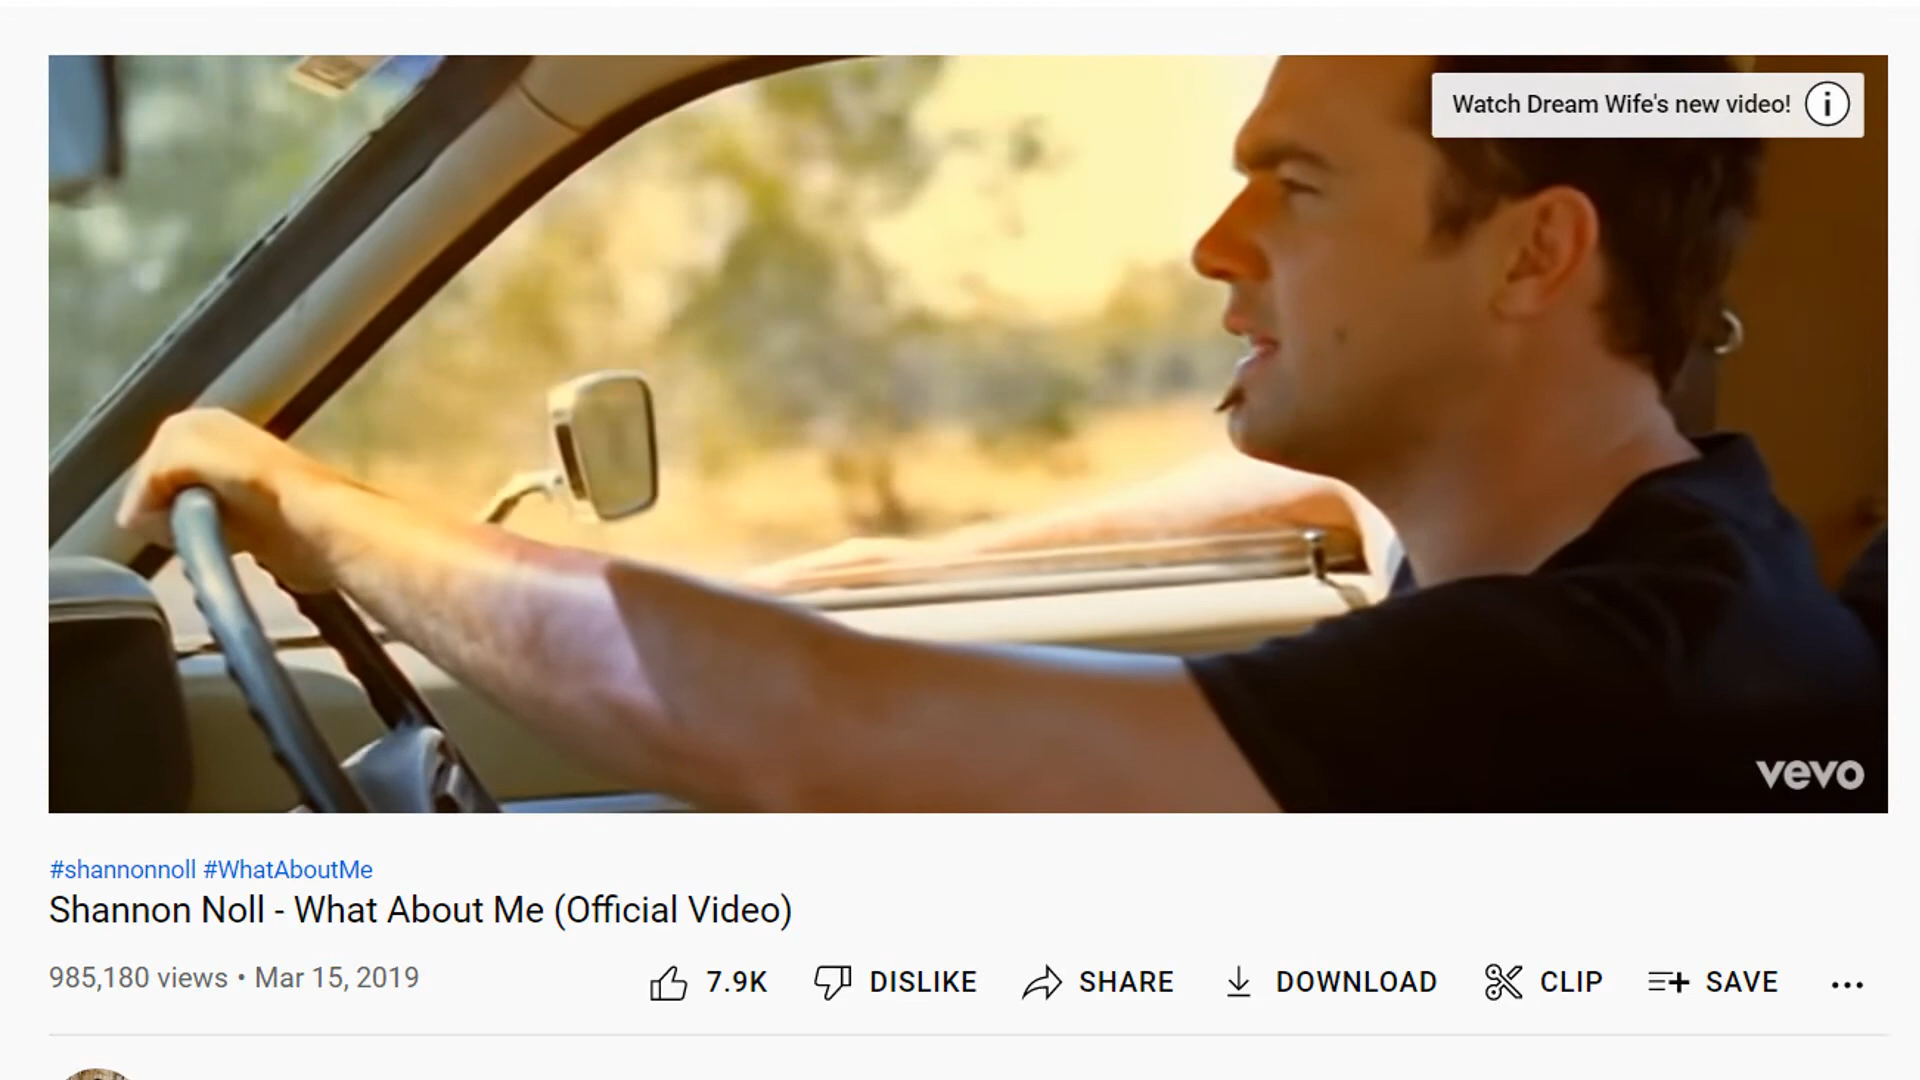 Watch Dream Wife's new video!
vevo
#shannonnoll #WhatAboutMe
Shannon Noll - What About Me (Official Video)
985,180 views • Mar 15, 2019
7.9K DISLIKE SHARE DOWNLOAD CLIP SAVE ...